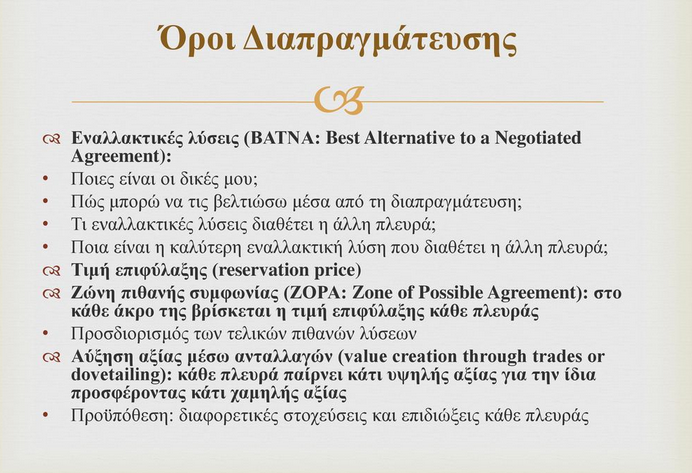 Όροι Διαπραγμάτευσης
Εναλλακτικές λύσεις (BATNA: Best Alternative to a Negotiated
Agreement):
• Ποιες είναι οι δικές μου;
• Πώς μπορώ να τις βελτιώσω μέσα από τη διαπραγμάτευση;
• Τι εναλλακτικές λύσεις διαθέτει η άλλη πλευρά;
• Ποια είναι η καλύτερη εναλλακτική λύση που διαθέτει η άλλη πλευρά;
Τιμή επιφύλαξης (reservation price)
Ζώνη πιθανής συμφωνίας (ZOPA: Zone of Possible Agreement): στο
κάθε άκρο της βρίσκεται η τιμή επιφύλαξης κάθε πλευράς
• Προσδιορισμός των τελικών πιθανών λύσεων
Αύξηση αξίας μέσω ανταλλαγών (value creation through trades or
dovetailing): κάθε πλευρά παίρνει κάτι υψηλής αξίας για την ίδια
προσφέροντας κάτι χαμηλής αξίας
• Προϋπόθεση: διαφορετικές στοχεύσεις και επιδιώξεις κάθε πλευράς